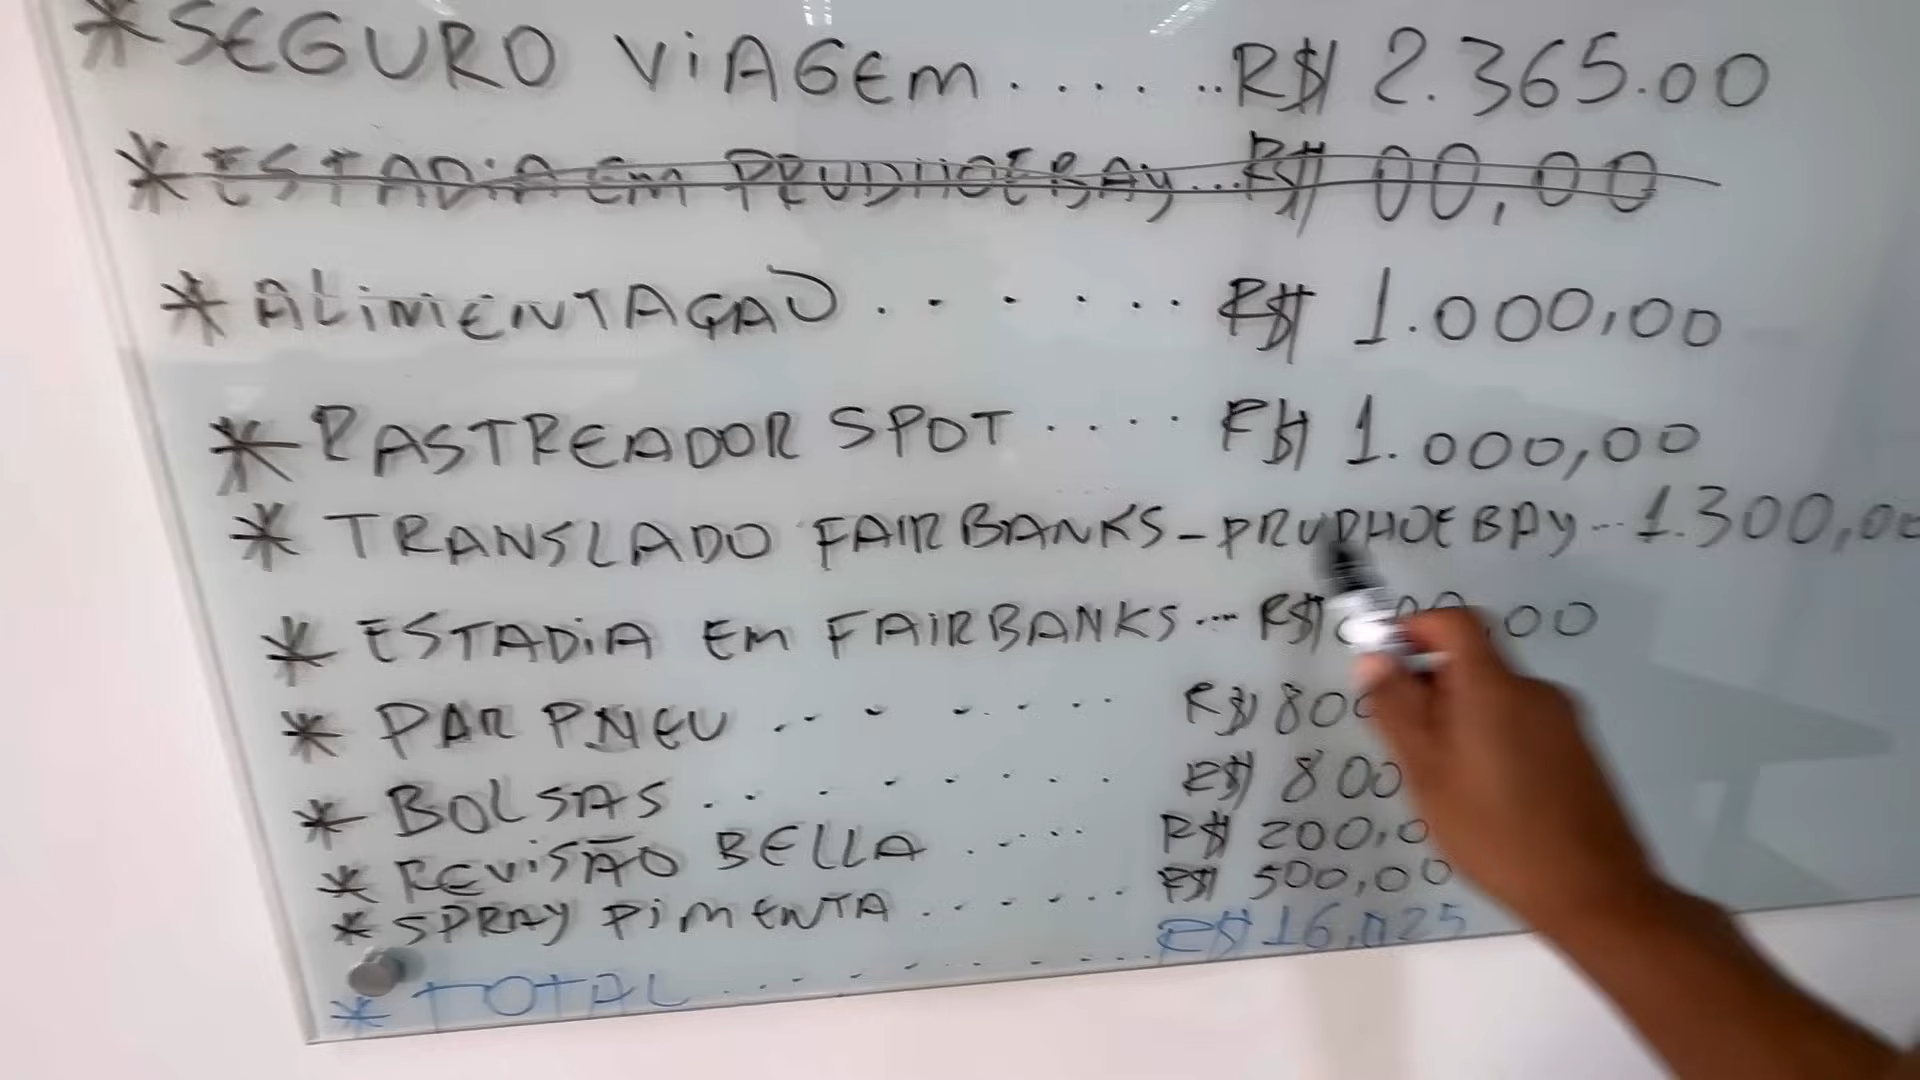 *SEGURO VIAGEM.......R$ 2.365.00
*ESTADIA EM PRUDHOEBAY...R$ 00,00
*ALIMENTAÇÃO.......R$ 1.000,00
*RASTREADOR SPOT....R$ 1.000,00
*TRANSLADO FAIRBANKS-PRUDHOEBAY...1.300,00
*ESTADIA EM FAIRBANKS...R$ 00,00
*PAR PNEU.......R$ 800
*BOLSAS.......R$ 800
*REVISÃO BELLA.....R$ 200,0
*SPRAY PIMENTA......R$ 500,00
*TOTAL.......R$ 16.025